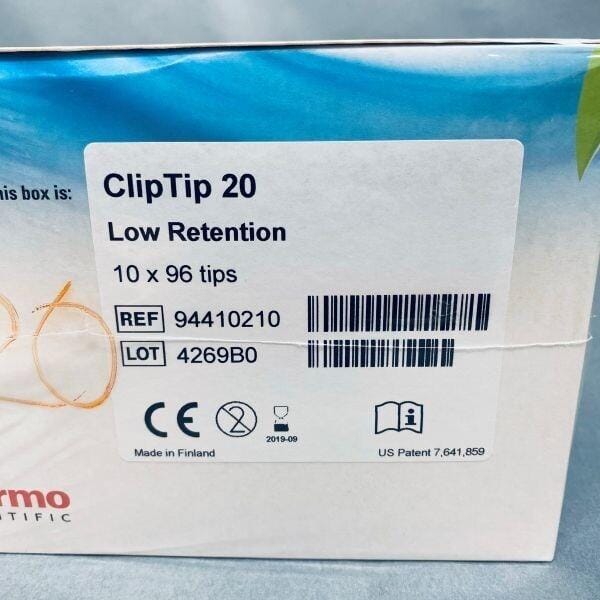 his box is:
ClipTip 20
Low Retention
10 x 96 tips
REF 94410210
LOT 4269B0
CE
2
2019-09
i
Made in Finland
US Patent 7,641,859
rmo
NTIFIC